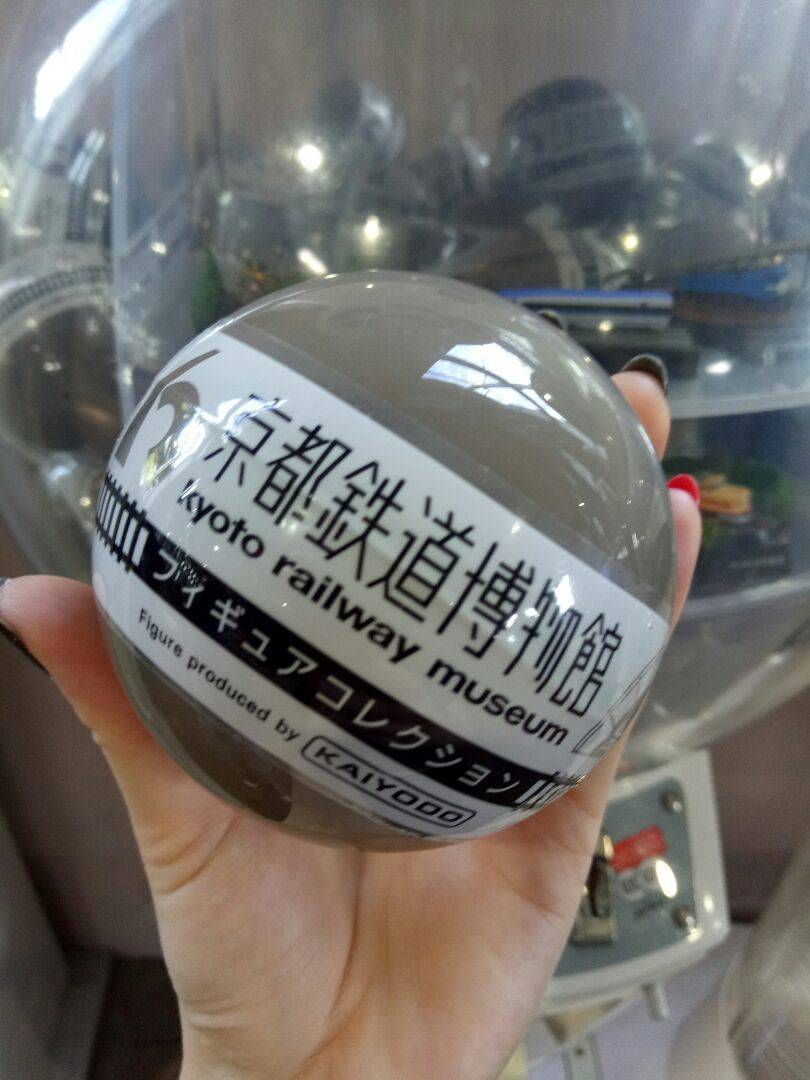 京都鉄道博物館
kyoto railway museum
フィギュアコレクション
Figure produced by KAIYODO